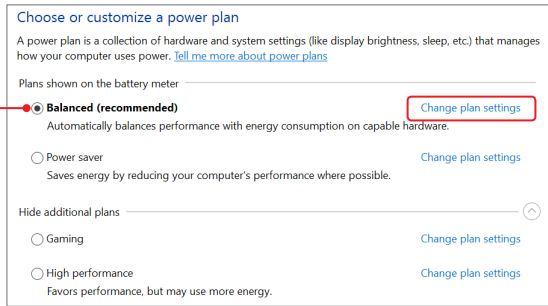 Choose or customize a power plan
A power plan is a collection of hardware and system settings (like display brightness, sleep, etc.) that manages
how your computer uses power. Tell me more about power plans
Plans shown on the battery meter
Balanced (recommended) Change plan settings
Automatically balances performance with energy consumption on capable hardware.
Power saver Change plan settings
Saves energy by reducing your computer's performance where possible.
Hide additional plans
Gaming Change plan settings
High performance Change plan settings
Favors performance, but may use more energy.